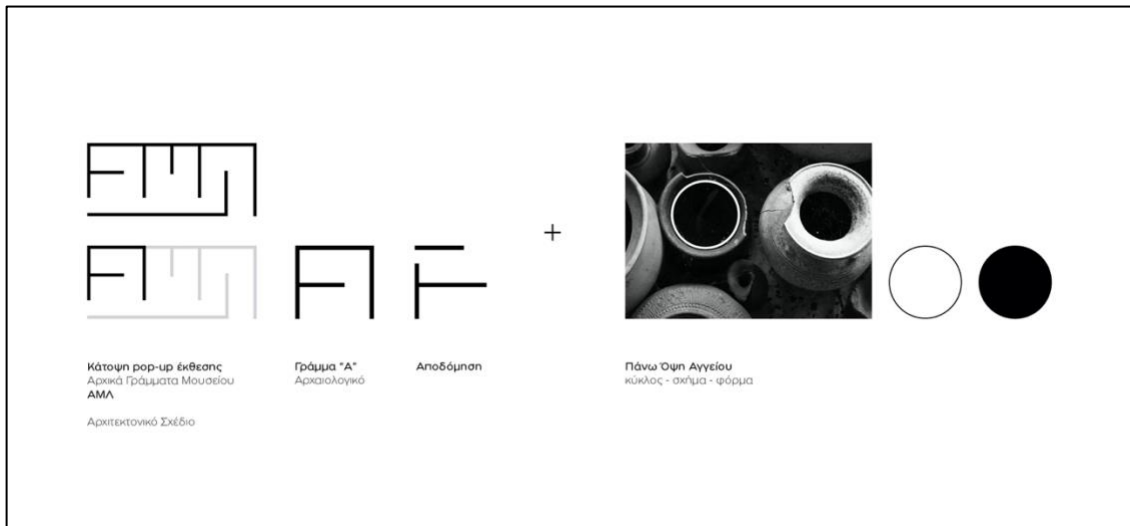 ΑΜΛ
Α
+
Κάτοψη pop-up έκθεσης
Αρχικά Γράμματα Μουσείου
ΑΜΛ
Αρχιτεκτονικό Σχέδιο
Γράμμα "Α"
Αρχαιολογικό
Αποδόμηση
Πάνω Όψη Αγγείου
κύκλος - σχήμα - φόρμα